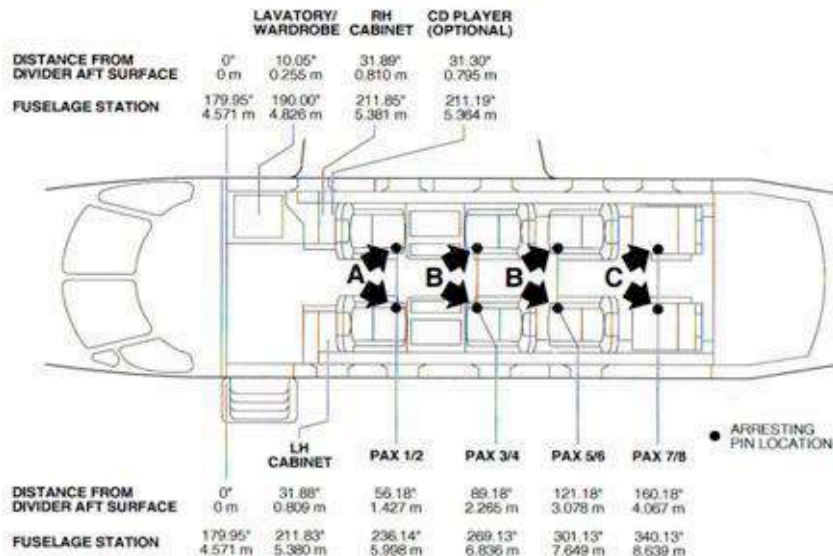 LAVATORY/ RH CD PLAYER
WARDROBE CABINET (OPTIONAL)
DISTANCE FROM 0" 10.05" 31.89" 31.30"
DIVIDER AFT SURFACE 0 m 0.255 m 0.810 m 0.795 m
FUSELAGE STATION 179.95" 190.00" 211.85" 211.19"
4.571 m 4.826 m 5.381 m 5.364 m
A B B C
ARRESTING
PIN LOCATION
LH PAX 1/2 PAX 3/4 PAX 5/6 PAX 7/8
CABINET
DISTANCE FROM 0" 31.88" 56.18" 89.18" 121.18" 160.18"
DIVIDER AFT SURFACE 0 m 0.809 m 1.427 m 2.265 m 3.078 m 4.067 m
FUSELAGE STATION 179.95" 211.83" 236.14" 269.13" 301.13" 340.13"
4.571 m 5.380 m 5.998 m 6.836 m 7.649 m 8.639 m